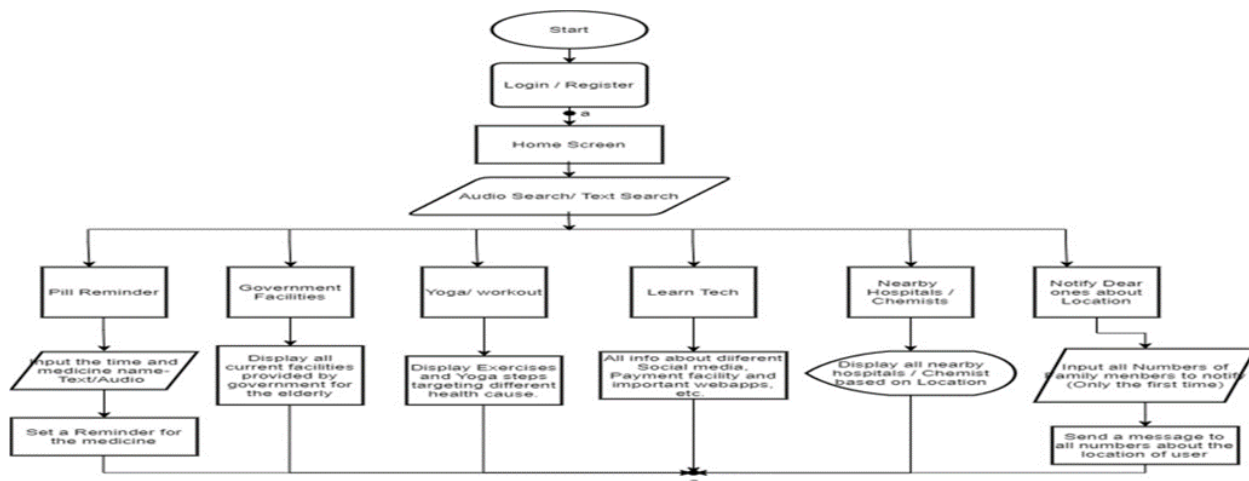 Start
Login / Register
a
Home Screen
Audio Search/ Text Search
Pill Reminder
Government
Facilities
Yoga/ workout
Learn Tech
Nearby
Hospitals /
Chemists
Notify Dear
ones about
Location
Input the time and
medicine name-
Text/Audio
Display all
current facilities
provided by
government for
the elderly
Display Exercises
and Yoga steps
targeting different
health cause.
All info about diifferent
Social media,
Payment facility and
important webapps,
etc.
Display all nearby
hospitals / Chemist
based on Location
Input all Numbers of
Family menbers to notify
(Only the first time)
Set a Reminder for
the medicine
Send a message to
all numbers about the
location of user